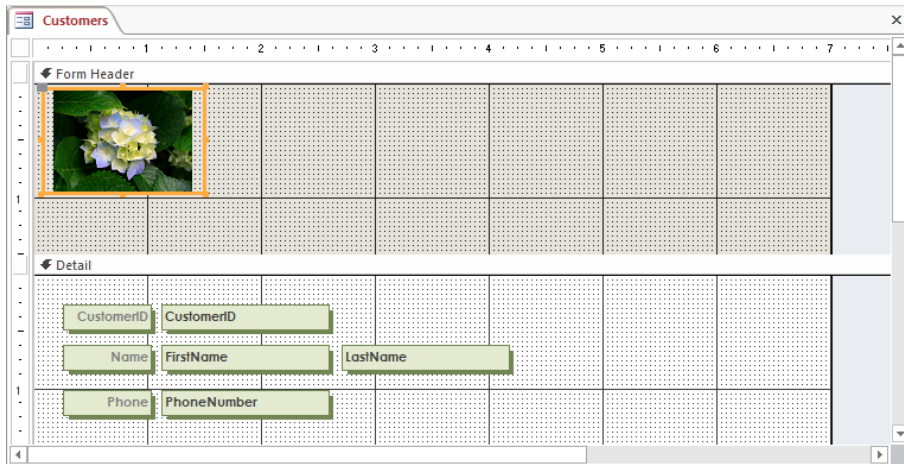 Customers
1 2 3 4 5 6 7
Form Header
1
Detail
CustomerID CustomerID
Name FirstName LastName
1
Phone PhoneNumber